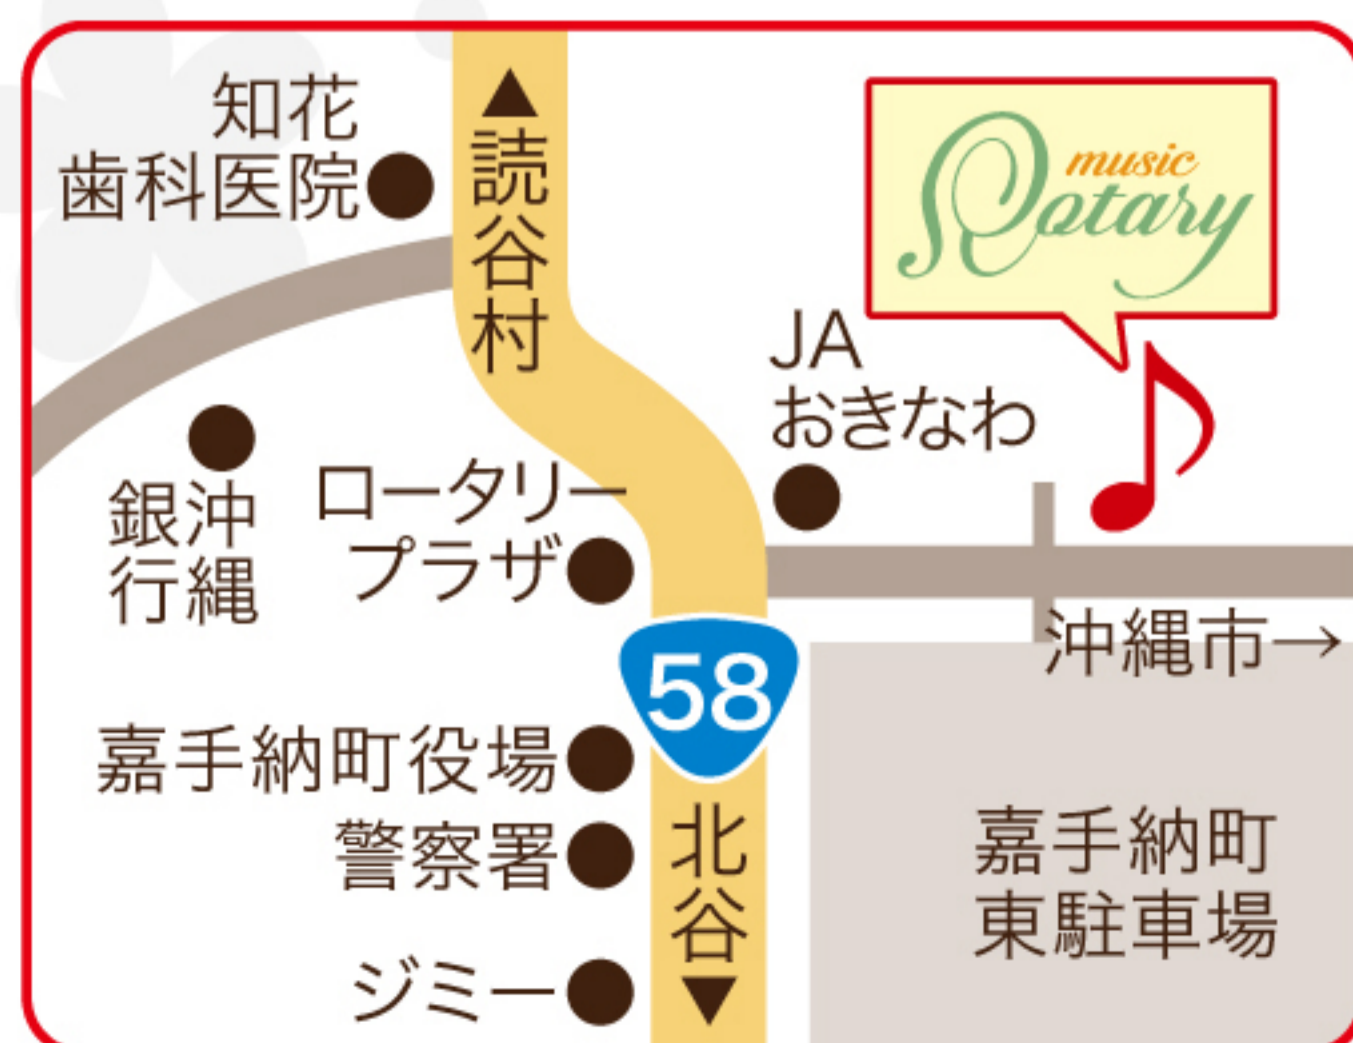 知花
歯科医院
▲読谷村
music
Rotary
JA
おきなわ
沖縄
銀行
ロータリー
プラザ
58
沖縄市→
嘉手納町役場
警察署
ジミー
北谷▼
嘉手納町
東駐車場